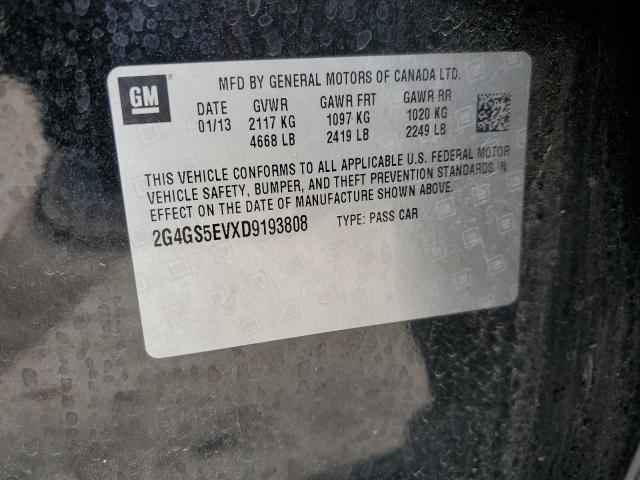 GM
MFD BY GENERAL MOTORS OF CANADA LTD.
DATE GVWR GAWR FRT GAWR RR
01/13 2117 KG 1097 KG 1020 KG
4668 LB 2419 LB 2249 LB
THIS VEHICLE CONFORMS TO ALL APPLICABLE U.S. FEDERAL MOTOR
VEHICLE SAFETY, BUMPER, AND THEFT PREVENTION STANDARDS IN
EFFECT ON THE DATE OF MANUFACTURE SHOWN ABOVE.
2G4GS5EVXD9193808 TYPE: PASS CAR